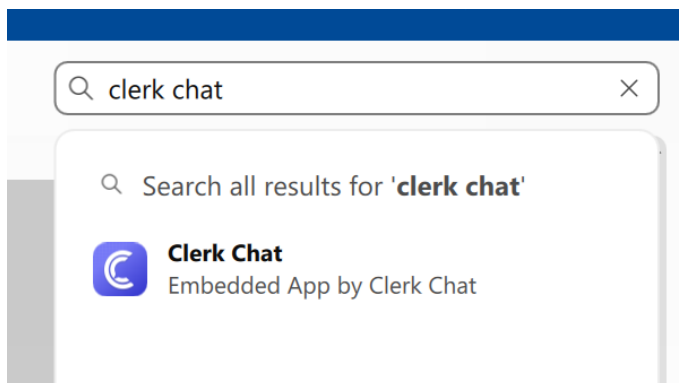 clerk chat
Search all results for 'clerk chat'
Clerk Chat
Embedded App by Clerk Chat